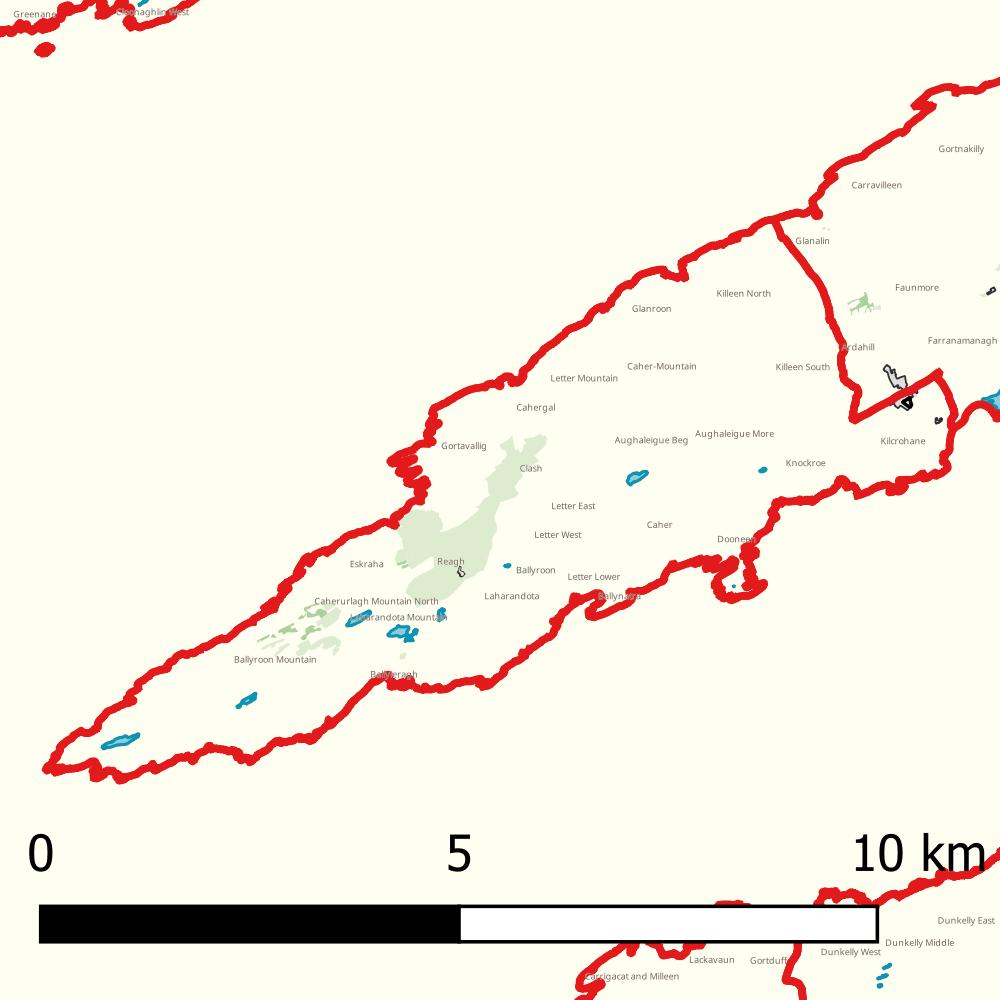 Greenane
Cloghaghlin West
Gortnakilly
Carravilleen
Glanalin
Faunmore
Killeen North
Glanroon
Farranamanagh
Ardahill
Caher-Mountain
Killeen South
Letter Mountain
Cahergal
Aughaleigue More
Aughaleigue Beg
Kilcrohane
Gortavallig
Knockroe
Clash
Letter East
Caher
Letter West
Dooneen
Reagh
Eskraha
Ballyroon
Letter Lower
Laharandota
Ballynatra
Caherurlagh Mountain North
Laharandota Mountain
Ballyroon Mountain
Ballyieragh
0 5 10 km
Dunkelly East
Dunkelly Middle
Dunkelly West
Lackavaun
Gortduff
Carrigacat and Milleen